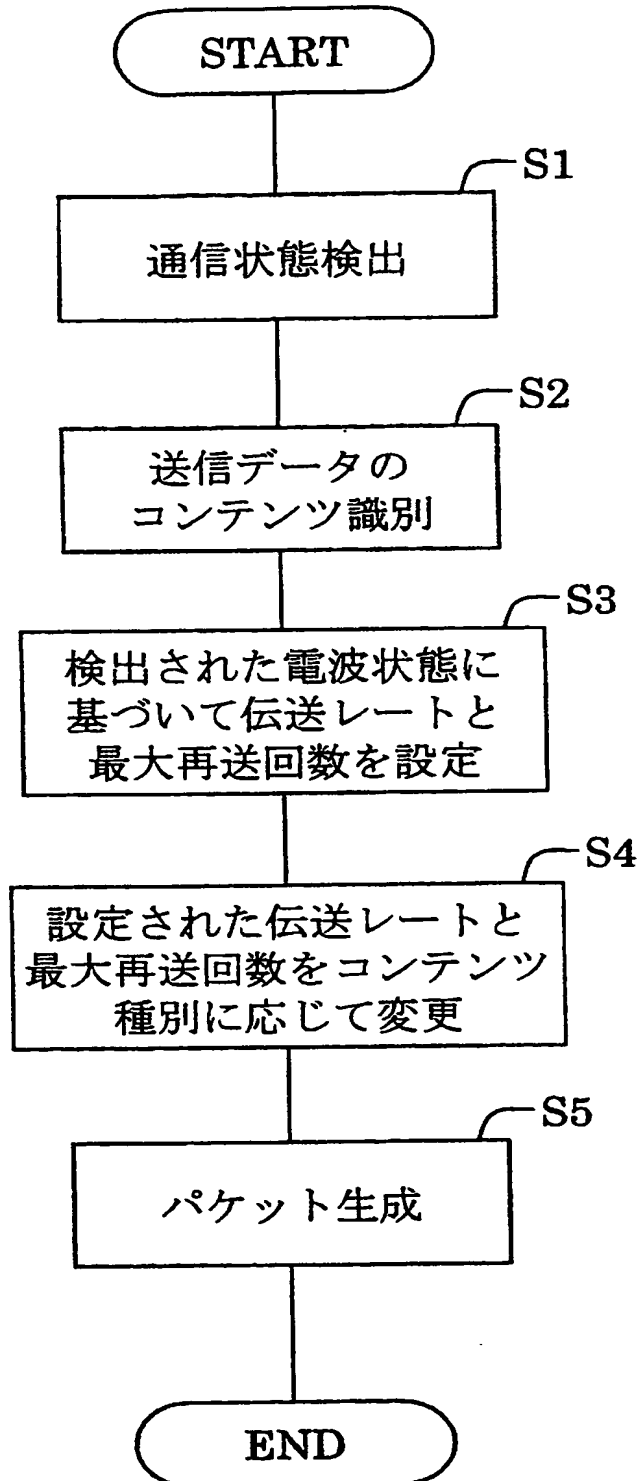 START
S1
通信状態検出
S2
送信データの
コンテンツ識別
S3
検出された電波状態に
基づいて伝送レートと
最大再送回数を設定
S4
設定された伝送レートと
最大再送回数をコンテンツ
種別に応じて変更
S5
パケット生成
END